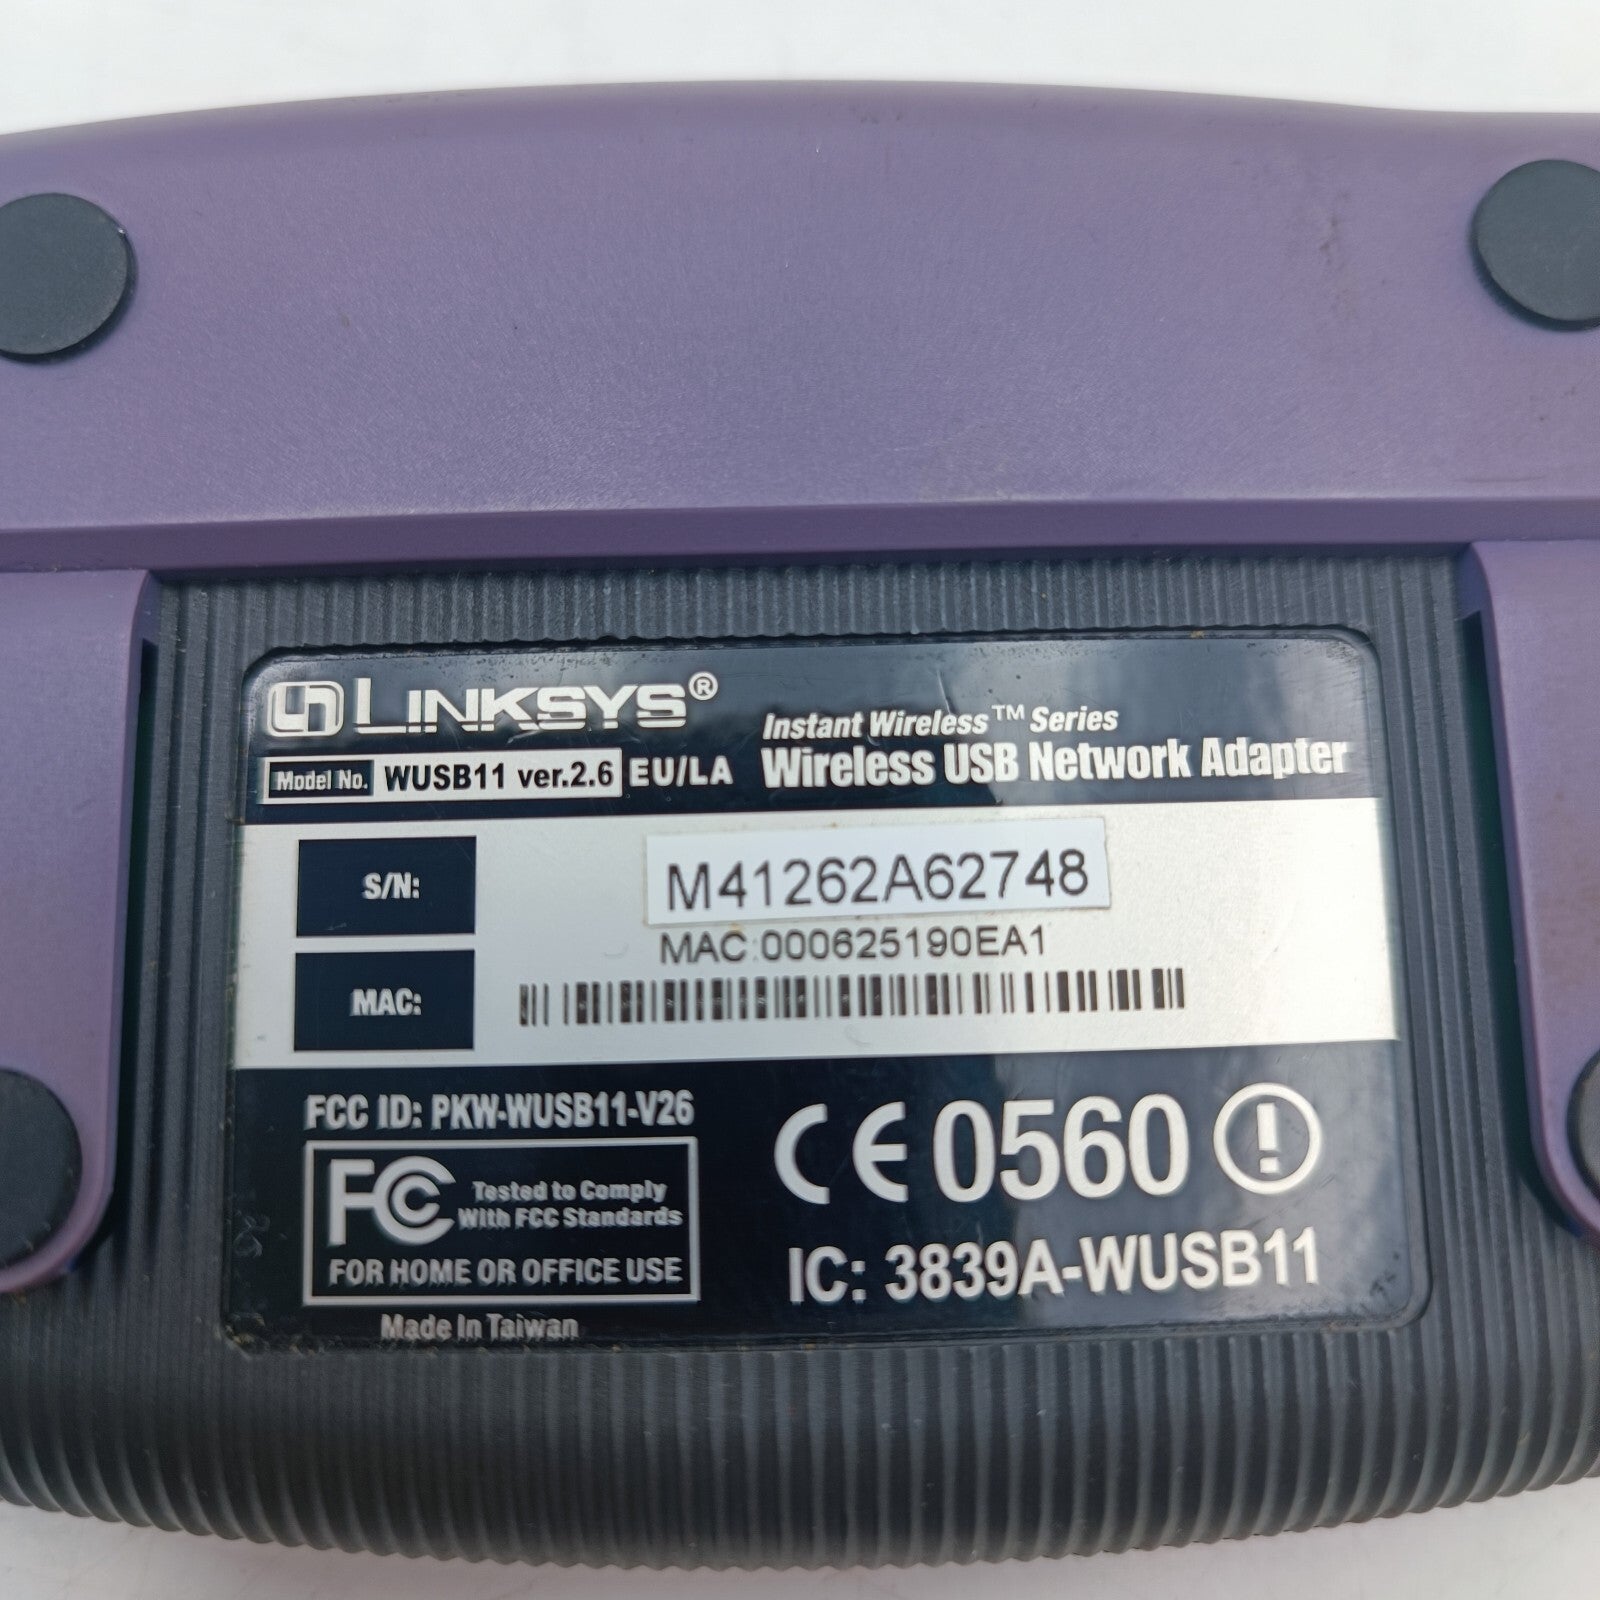 LINKSYS®
Instant Wireless™ Series
Model No. WUSB11 ver.2.6 EU/LA
Wireless USB Network Adapter
S/N: M41262A62748
MAC:000625190EA1
MAC:
FCC ID: PKW-WUSB11-V26
FC Tested to Comply
With FCC Standards
FOR HOME OR OFFICE USE
Made In Taiwan
CE0560
IC: 3839A-WUSB11